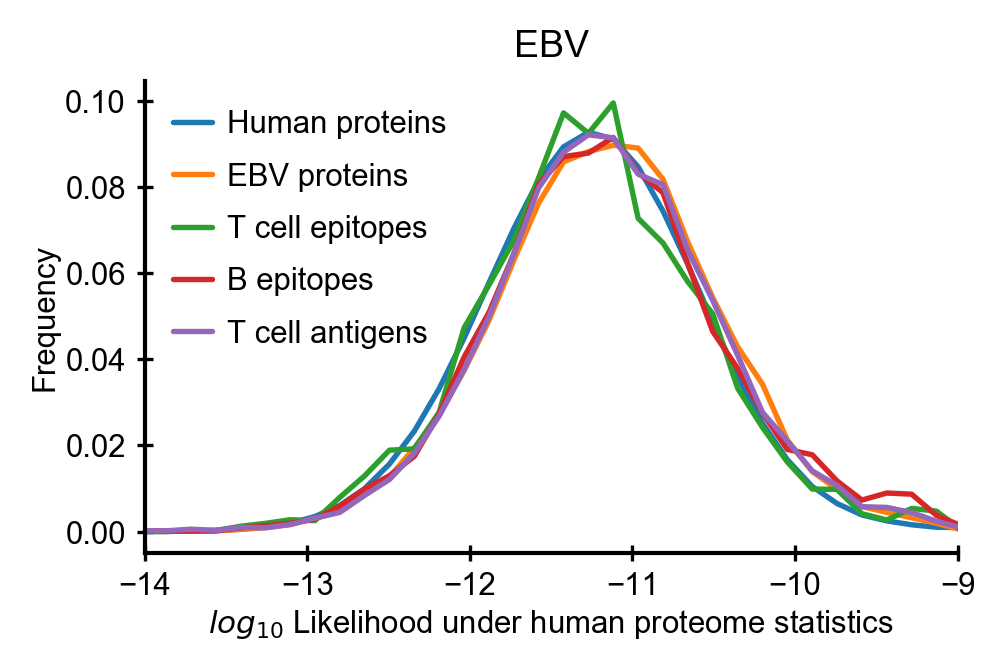 EBV
Frequency
0.10
0.08
0.06
0.04
0.02
0.00
Human proteins
EBV proteins
T cell epitopes
B epitopes
T cell antigens
−14
−13
−12
−11
−10
−9
log10 Likelihood under human proteome statistics